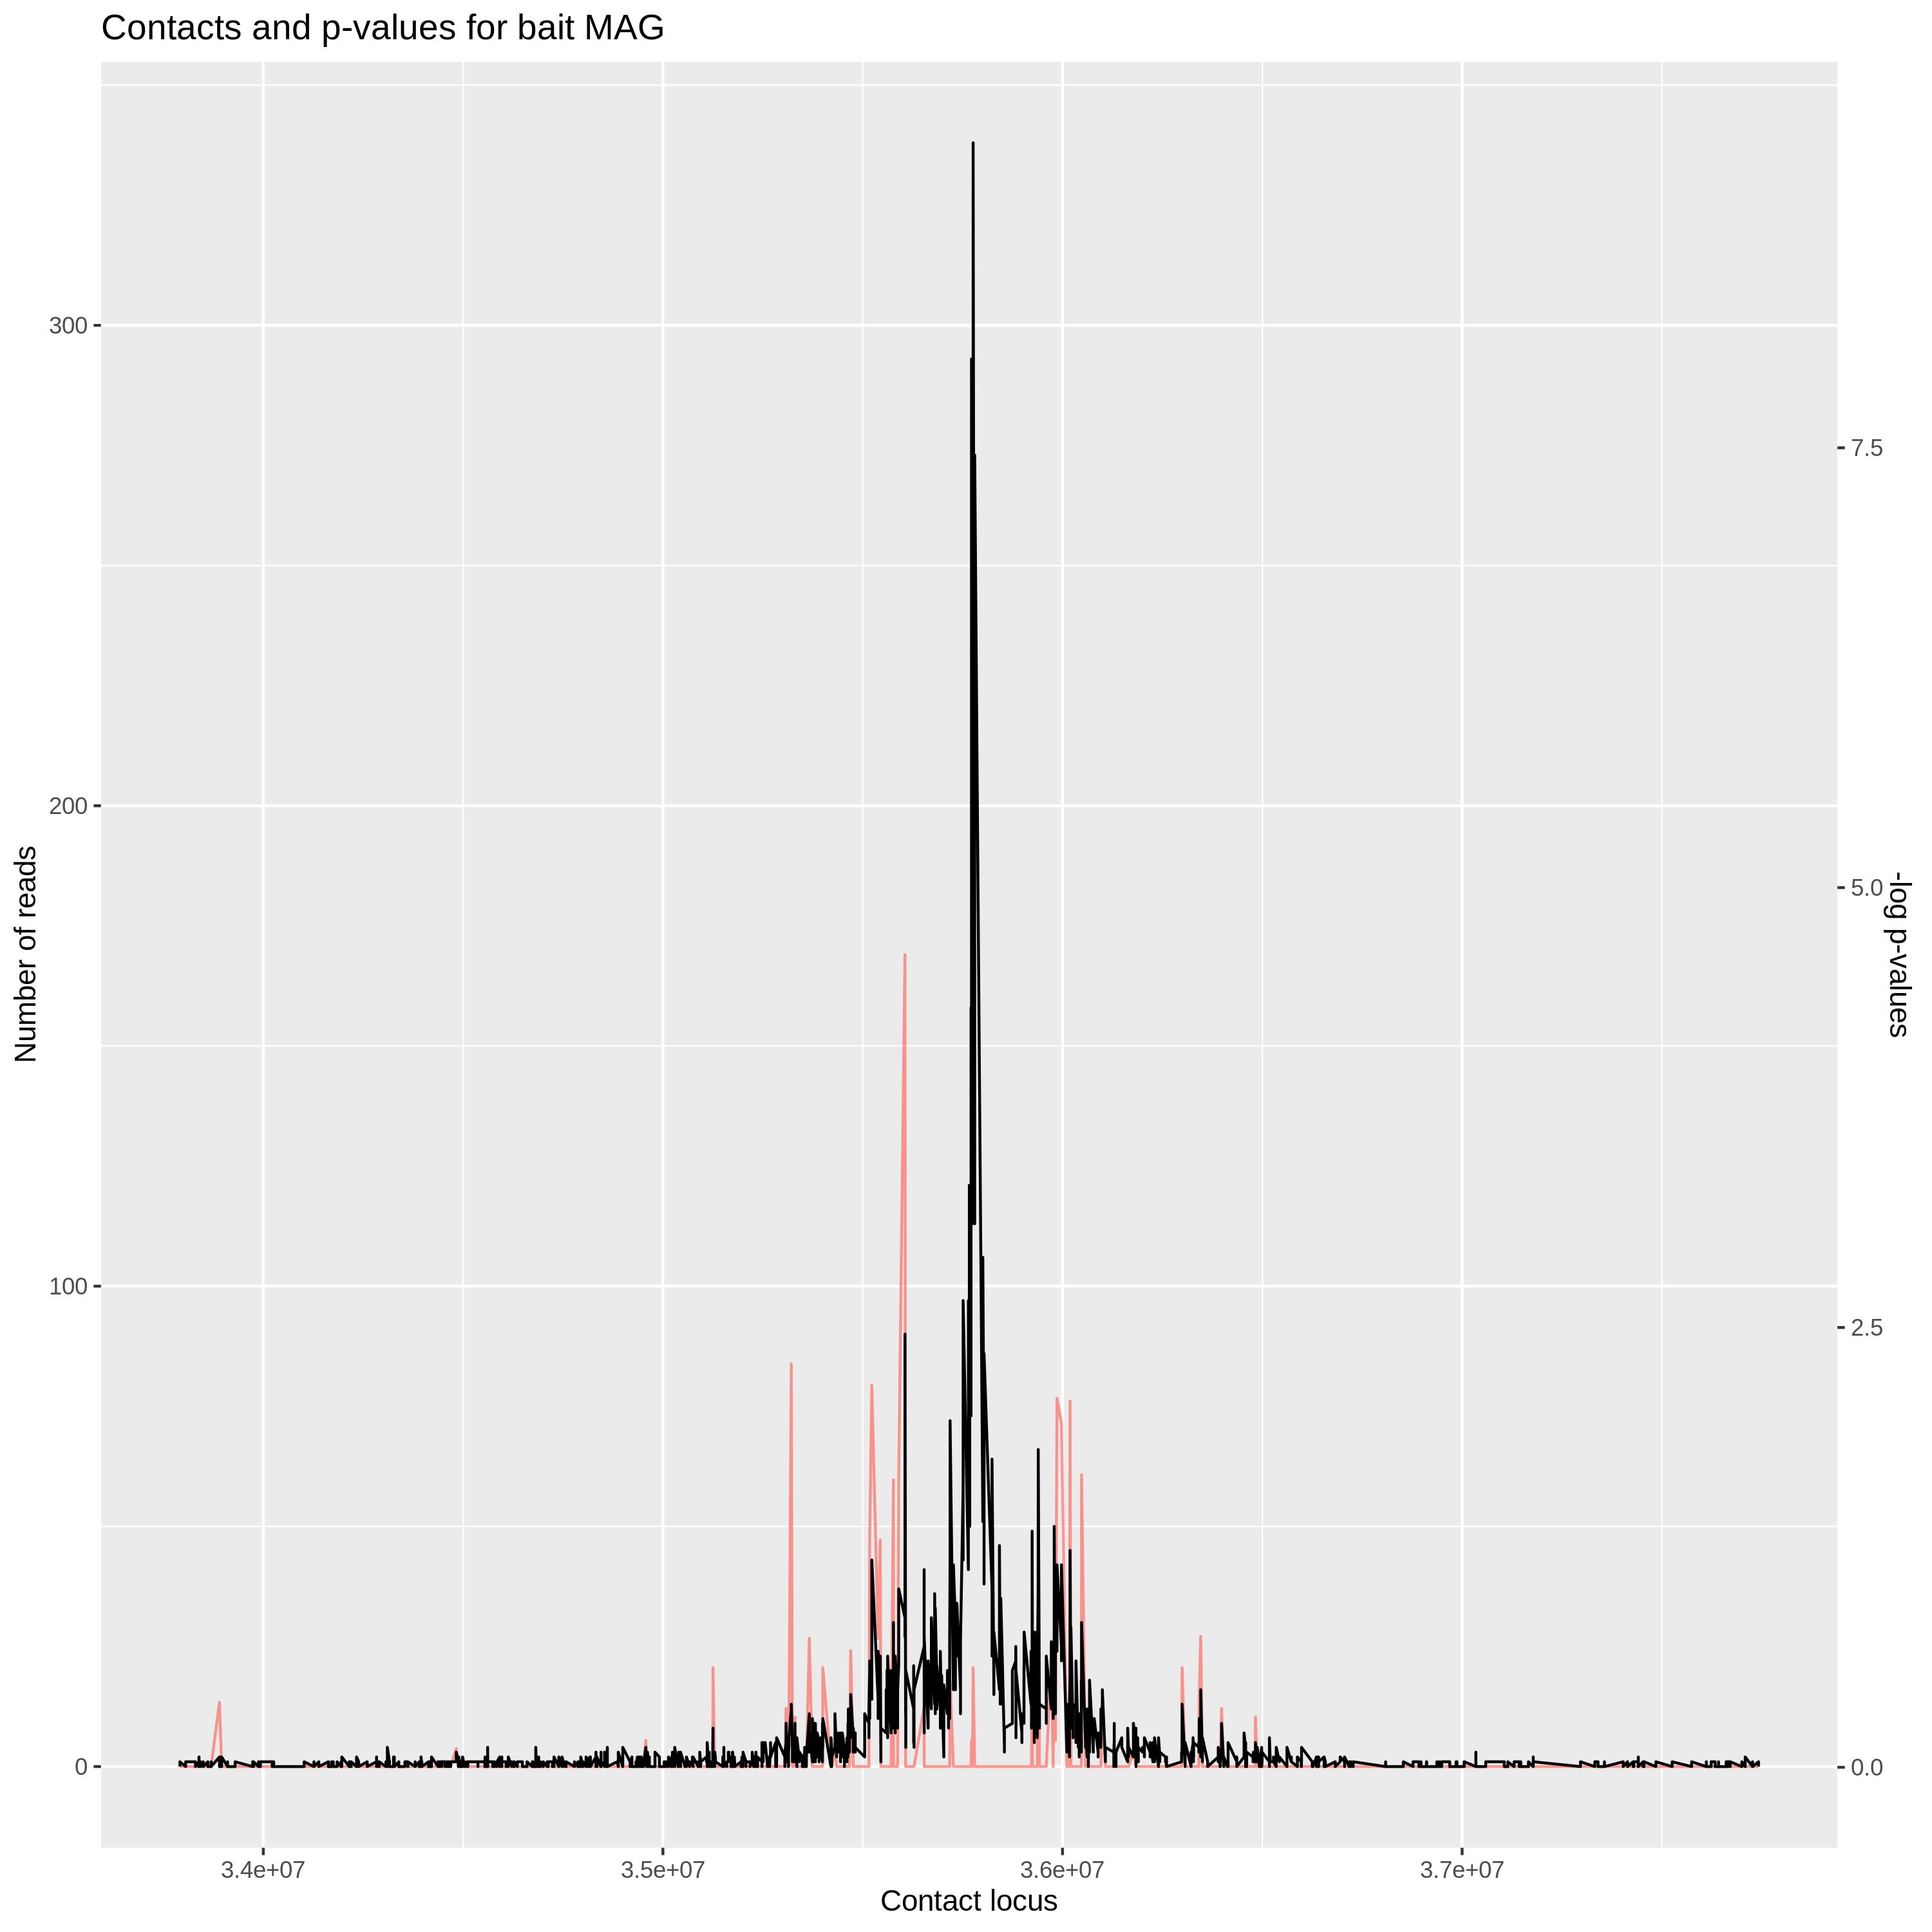 Contacts and p-values for bait MAG
300
200
100
0
Number of reads
7.5
5.0
2.5
0.0
-log p-values
3.4e+07
3.5e+07
3.6e+07
3.7e+07
Contact locus